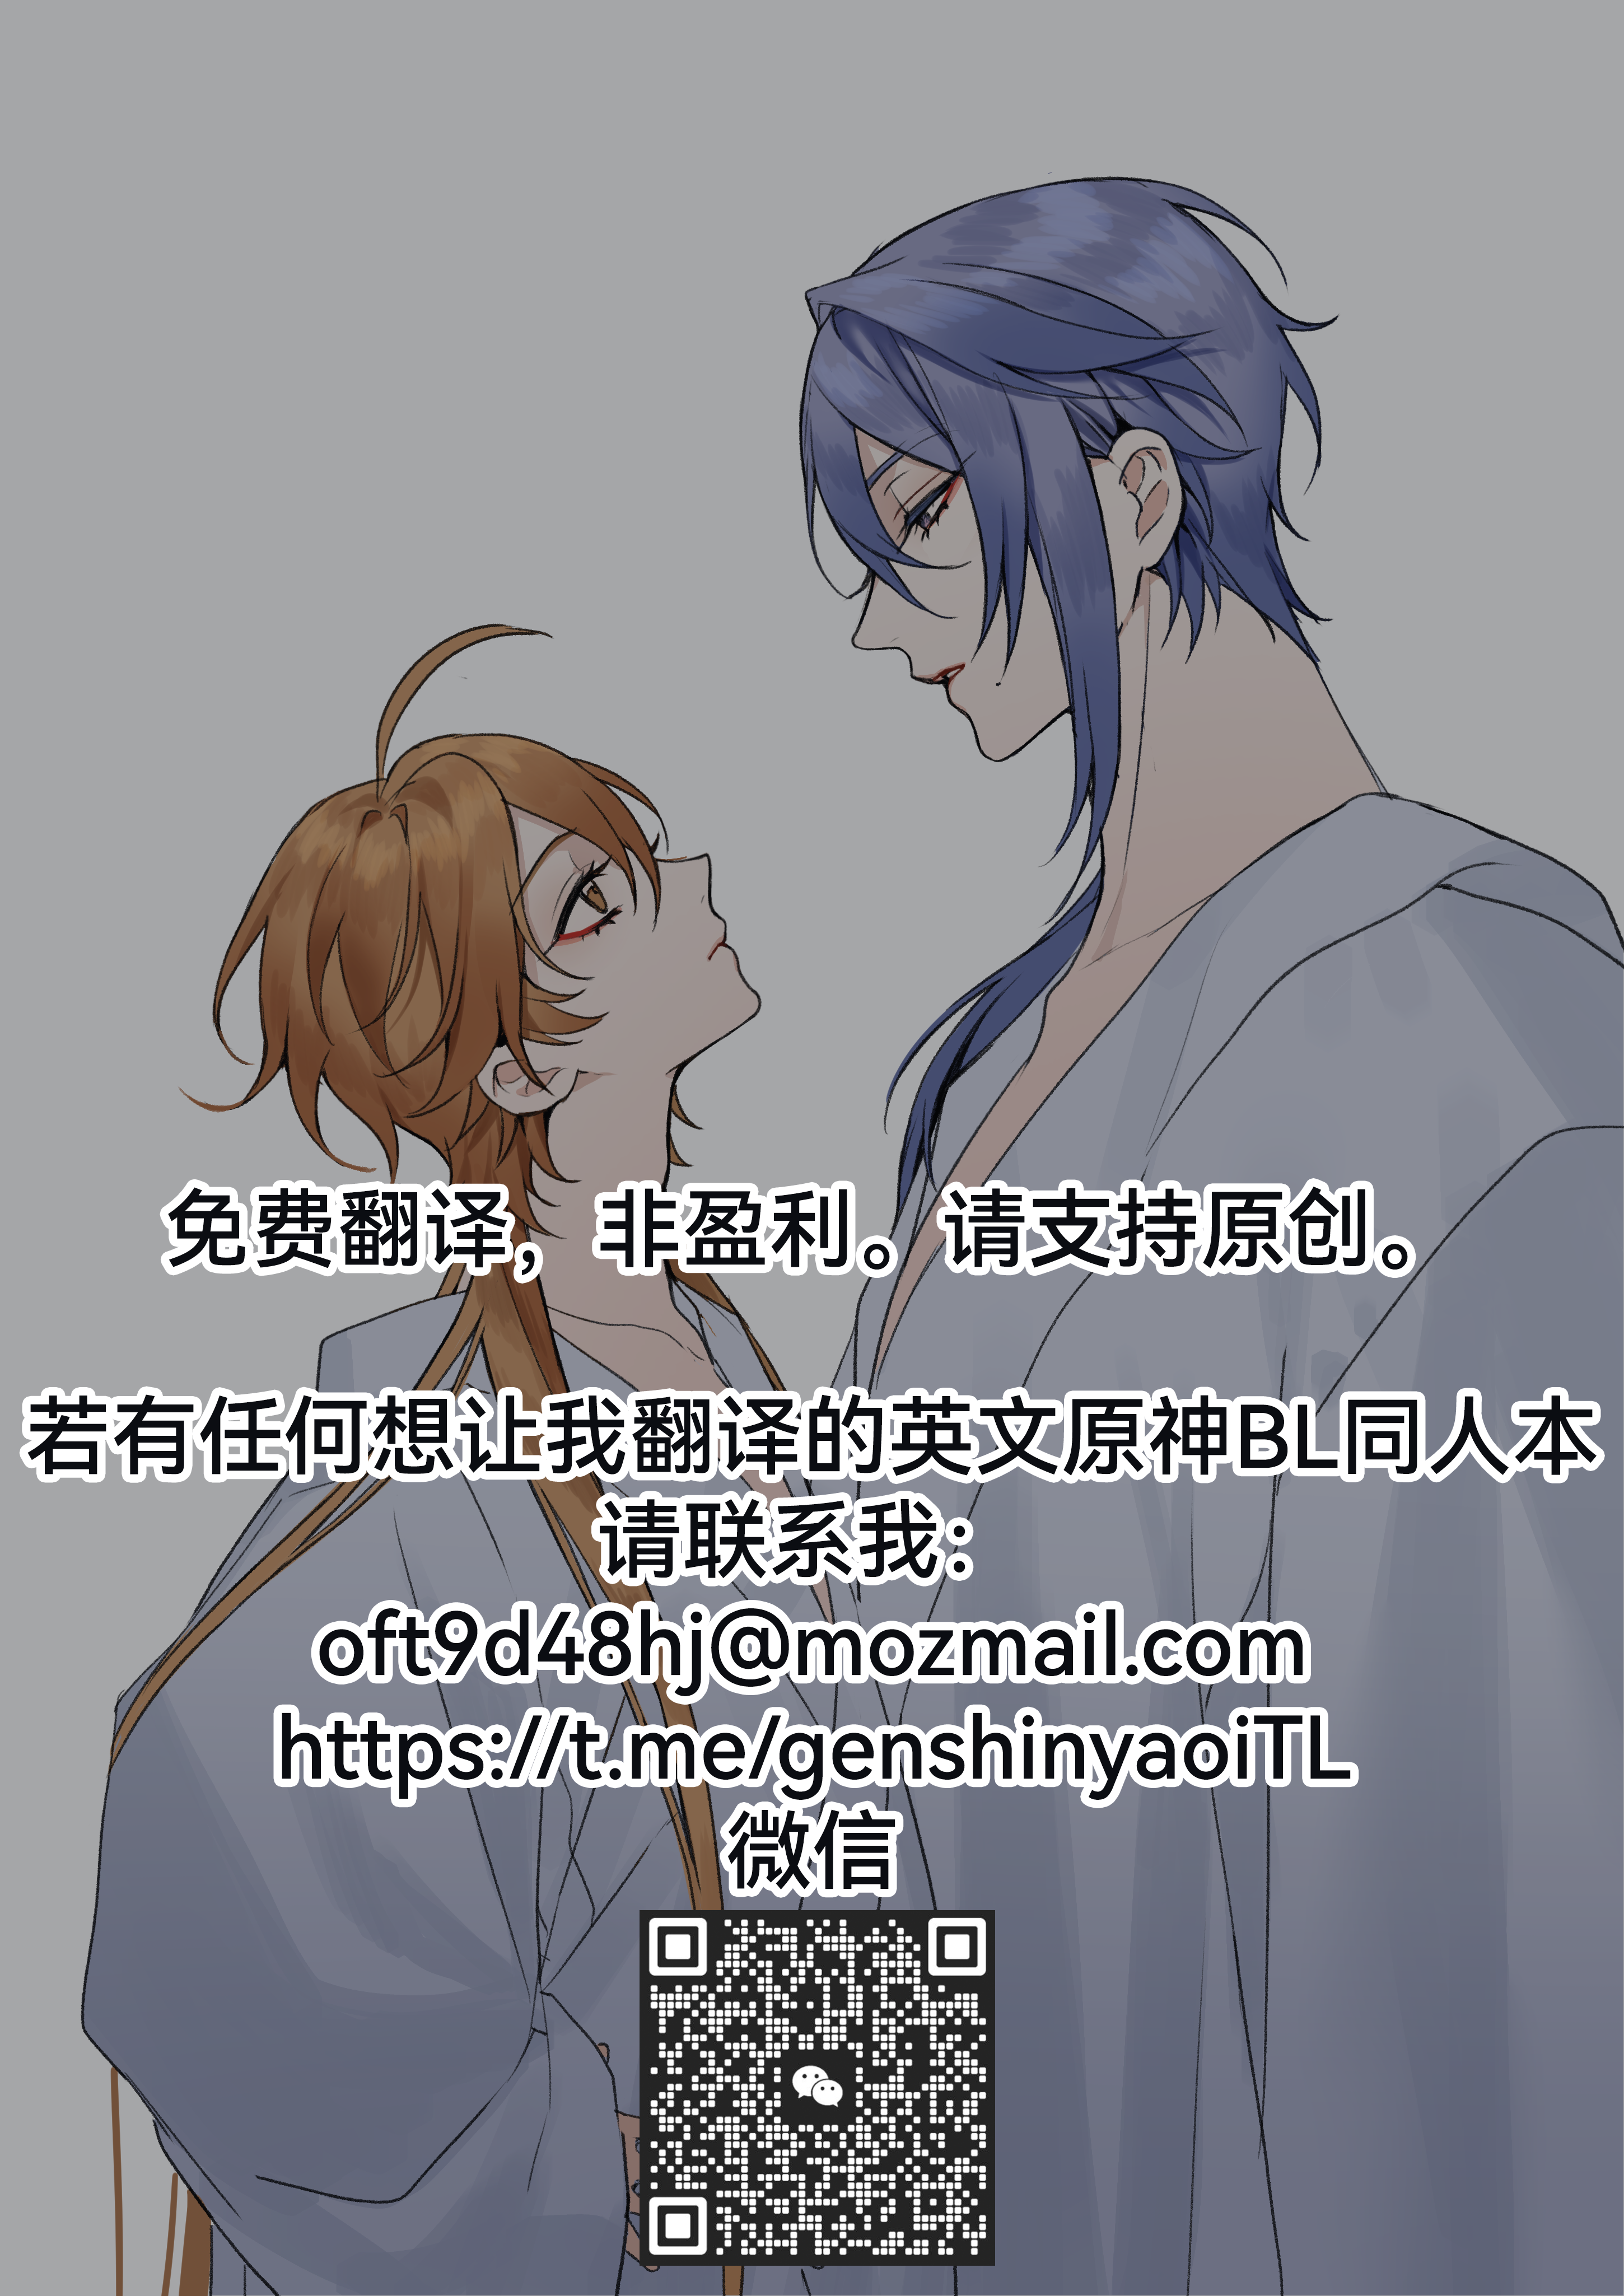 免费翻译，非盈利。请支持原创。
若有任何想让我翻译的英文原神BL同人本
请联系我：
oft9d48hj@mozmail.com
https://t.me/genshinyaoiTL
微信